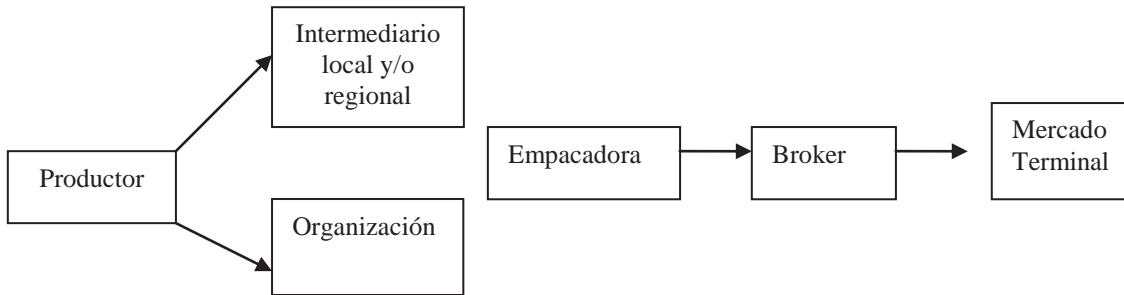 Productor
Intermediario
local y/o
regional
Organización
Empacadora
Broker
Mercado
Terminal